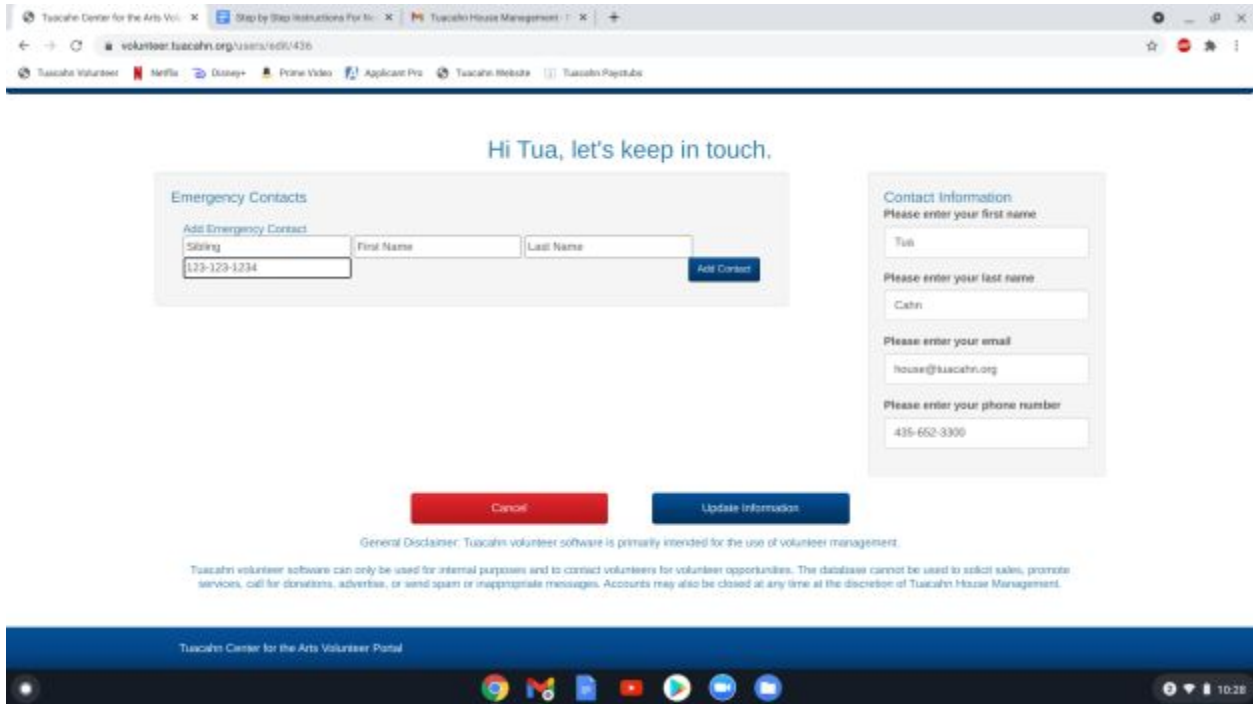 Tuacahn Center for the Arts Volu
Step by Step Instructions For Ne
Tuacahn House Management
volunteer.tuacahn.org/users/edit/436
Tuacahn Volunteer Netflix Disney+ Prime Video Applicant Pro Tuacahn Website Tuacahn Paystubs
Hi Tua, let's keep in touch.
Emergency Contacts
Add Emergency Contact
Sibling First Name Last Name
123-123-1234
Add Contact
Contact Information
Please enter your first name
Tua
Please enter your last name
Cahn
Please enter your email
house@tuacahn.org
Please enter your phone number
435-652-3300
Cancel Update Information
General Disclaimer: Tuacahn volunteer software is primarily intended for the use of volunteer management.
Tuacahn volunteer software can only be used for internal purposes and to contact volunteers for volunteer opportunities. The database cannot be used to solicit sales, promote
services, call for donations, advertise, or send spam or inappropriate messages. Accounts may also be closed at any time at the discretion of Tuacahn House Management.
Tuacahn Center for the Arts Volunteer Portal
10:28